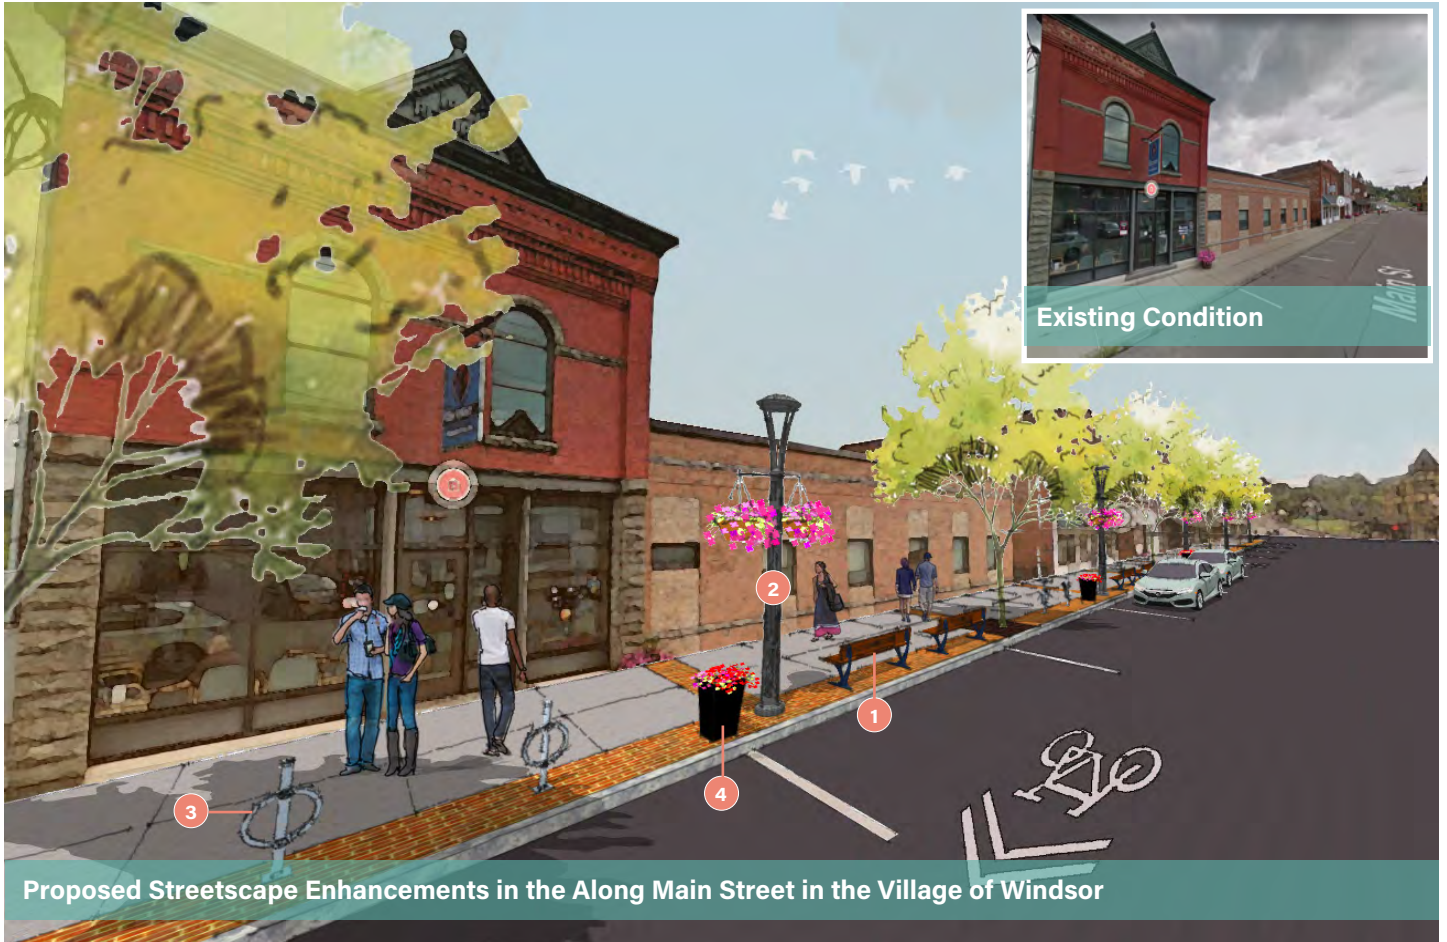 Existing Condition
Main St
2
1
4
3
Proposed Streetscape Enhancements in the Along Main Street in the Village of Windsor